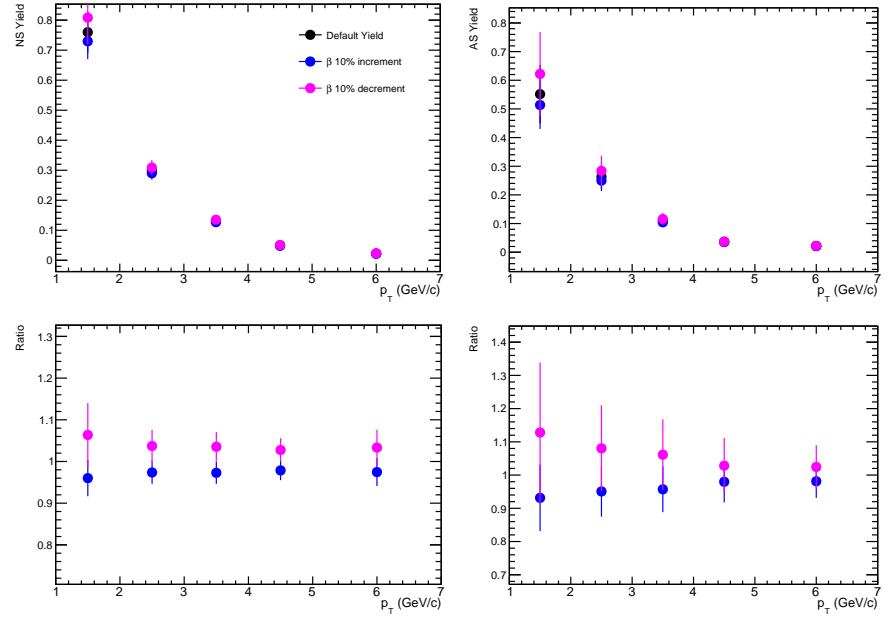 NS Yield
0.8
0.7
0.6
0.5
0.4
0.3
0.2
0.1
0
Default Yield
β 10% increment
β 10% decrement
1 2 3 4 5 6 7
p_T (GeV/c)
AS Yield
0.8
0.7
0.6
0.5
0.4
0.3
0.2
0.1
0
1 2 3 4 5 6 7
p_T (GeV/c)
Ratio
1.3
1.2
1.1
1
0.9
0.8
1 2 3 4 5 6 7
p_T (GeV/c)
Ratio
1.4
1.3
1.2
1.1
1
0.9
0.8
0.7
1 2 3 4 5 6 7
p_T (GeV/c)